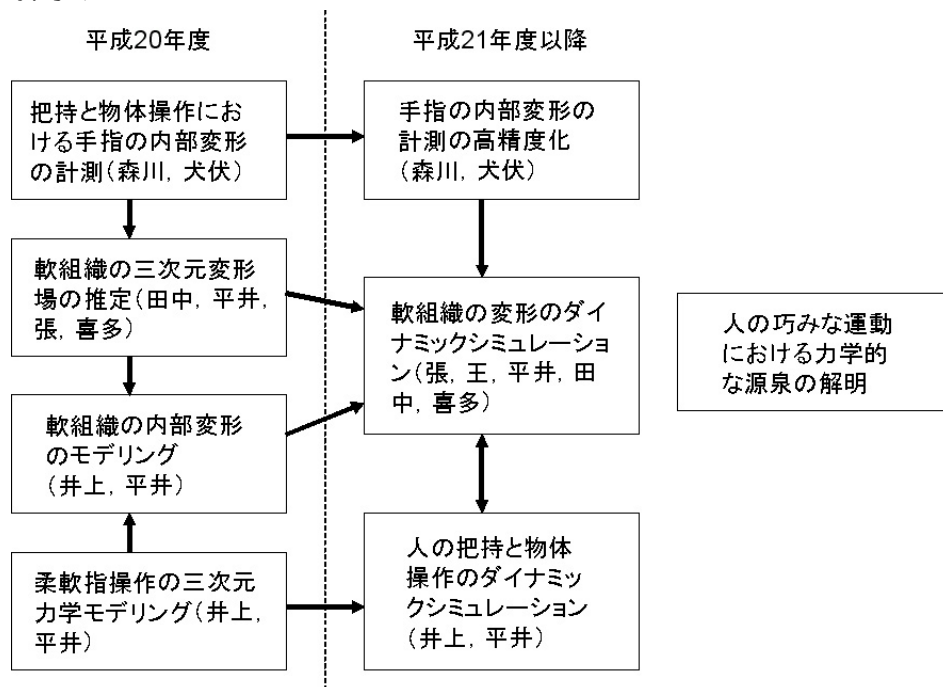 平成20年度
平成21年度以降
把持と物体操作にお
ける手指の内部変形
の計測(森川, 犬伏)
手指の内部変形の
計測の高精度化
(森川, 犬伏)
軟組織の三次元変形
場の推定(田中, 平井,
張, 喜多)
軟組織の変形のダイ
ナミックシミュレーショ
ン(張, 王, 平井, 田
中, 喜多)
人の巧みな運動
における力学的
な源泉の解明
軟組織の内部変形
のモデリング
(井上, 平井)
柔軟指操作の三次元
力学モデリング(井上,
平井)
人の把持と物体
操作のダイナミッ
クシミュレーション
(井上, 平井)